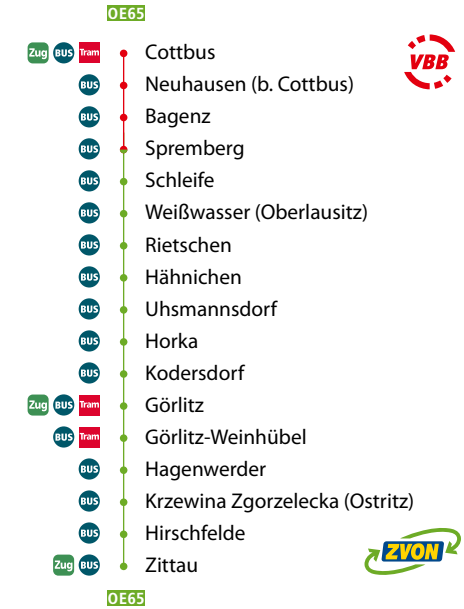 OE65
Zug BUS Tram Cottbus
VBB
BUS Neuhausen (b. Cottbus)
BUS Bagenz
BUS Spremberg
BUS Schleife
BUS Weißwasser (Oberlausitz)
BUS Rietschen
BUS Hähnichen
BUS Uhsmannsdorf
BUS Horka
BUS Kodersdorf
Zug BUS Tram Görlitz
BUS Tram Görlitz-Weinhübel
BUS Hagenwerder
BUS Krzewina Zgorzelecka (Ostritz)
BUS Hirschfelde
ZVON
Zug BUS Zittau
OE65